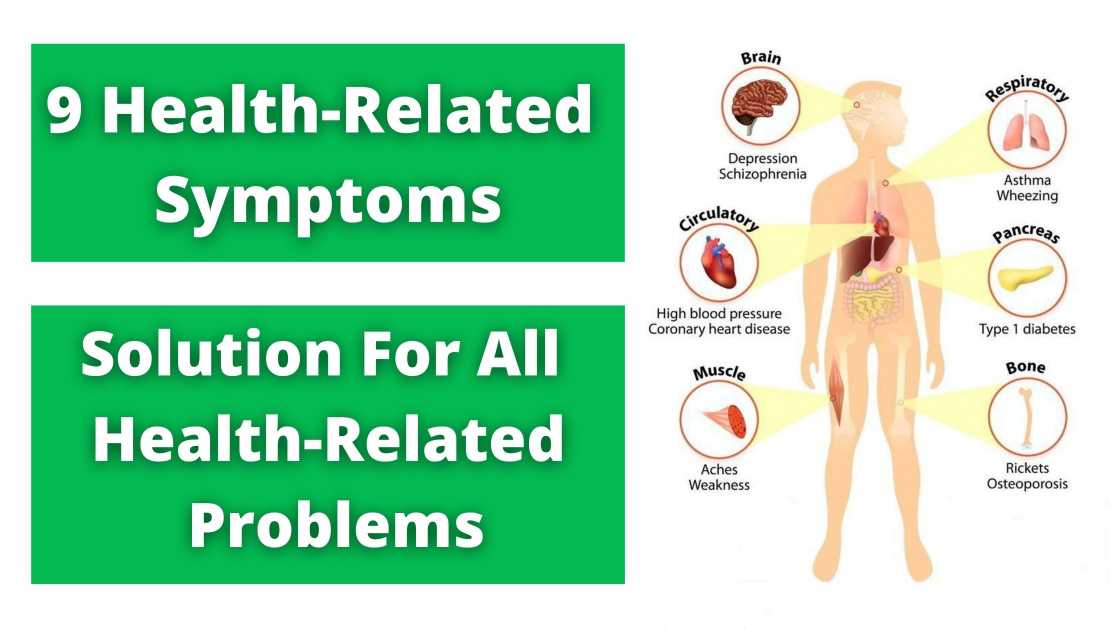 9 Health-Related
Symptoms
Solution For All
Health-Related
Problems
Brain
Depression
Schizophrenia
Respiratory
Asthma
Wheezing
Circulatory
High blood pressure
Coronary heart disease
Pancreas
Type 1 diabetes
Muscle
Aches
Weakness
Bone
Rickets
Osteoporosis